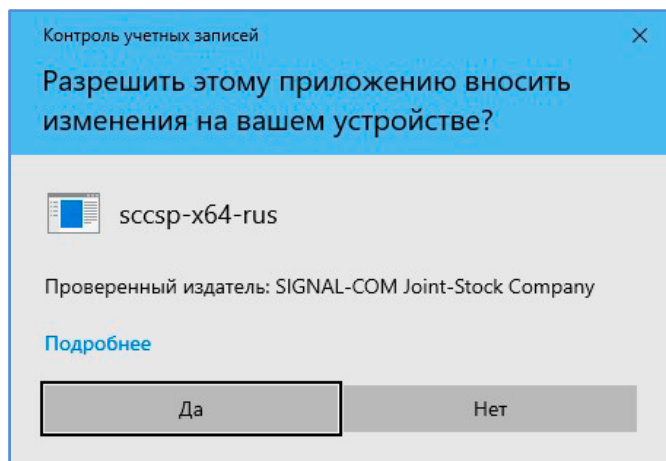 Контроль учетных записей
Разрешить этому приложению вносить
изменения на вашем устройстве?
sccsp-x64-rus
Проверенный издатель: SIGNAL-COM Joint-Stock Company
Подробнее
Да
Нет